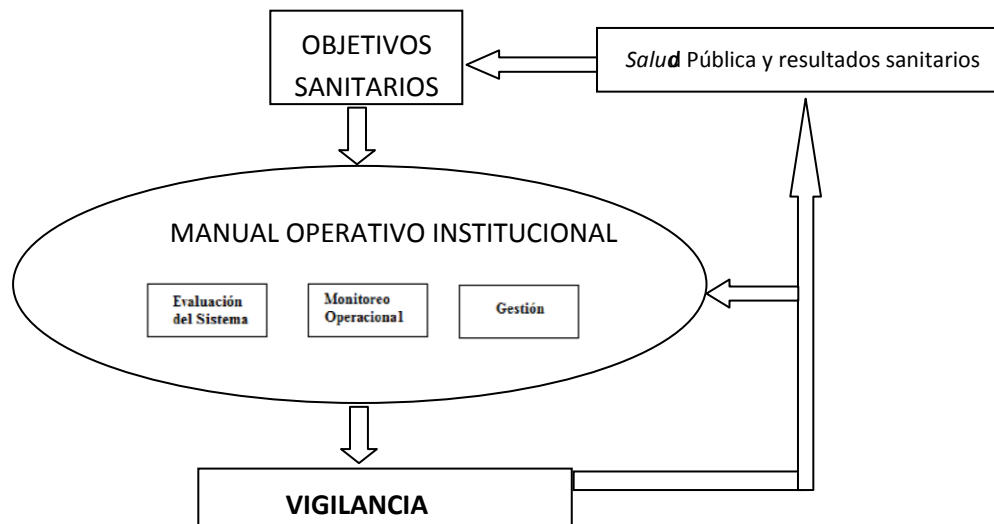 OBJETIVOS
SANITARIOS
Salud Pública y resultados sanitarios
MANUAL OPERATIVO INSTITUCIONAL
Evaluación
del Sistema
Monitoreo
Operacional
Gestión
VIGILANCIA